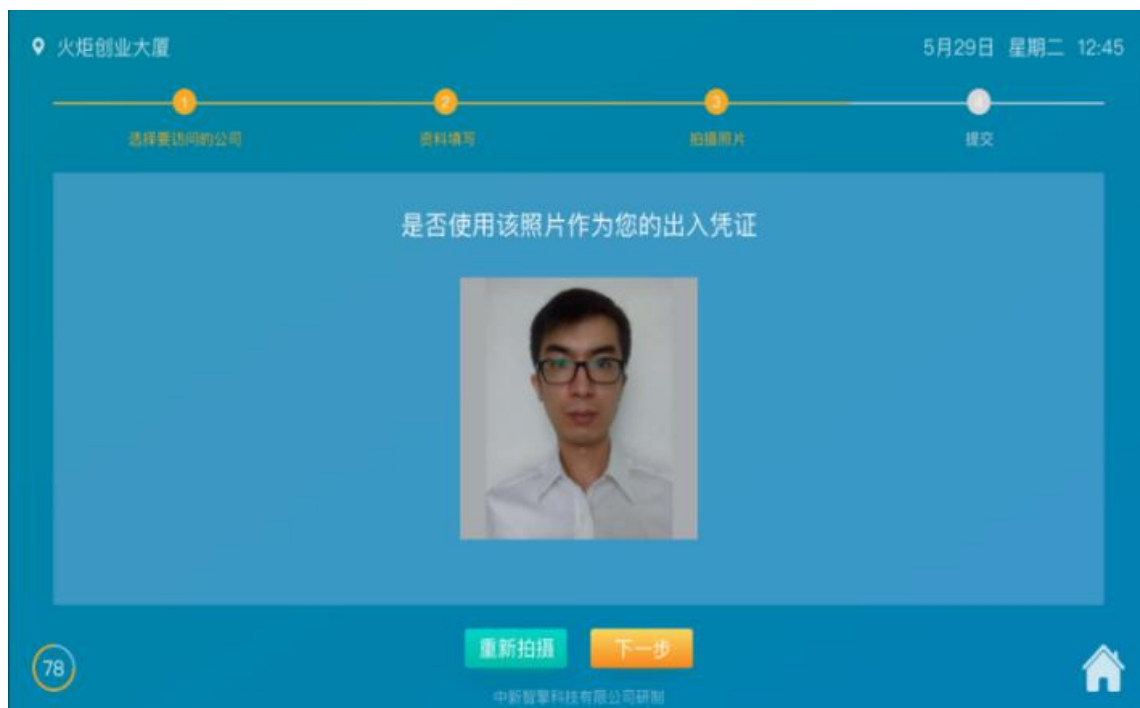 火炬创业大厦
5月29日 星期二 12:45
1 2 3 4
选择要访问的公司 资料填写 拍摄照片 提交
是否使用该照片作为您的出入凭证
重新拍摄 下一步
78
中新智擎科技有限公司研制